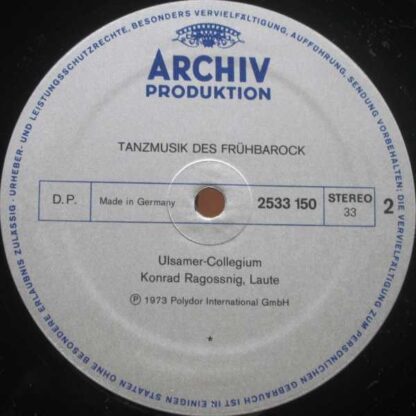 URHEBER- UND LEISTUNGSSCHUTZRECHTE, BESONDERS VERVIELFÄLTIGUNG, AUFFÜHRUNG, SENDUNG VORBEHALTEN; DIE VERVIELFÄLTIGUNG ZUM PERSÖNLICHEN GEBRAUCH IST IN EINIGEN STAATEN OHNE BESONDERE ERLAUBNIS ZULÄSSIG ·
ARCHIV
PRODUKTION
TANZMUSIK DES FRÜHBAROCK
D.P. Made in Germany 2533 150 STEREO 33 2
Ulsamer-Collegium
Konrad Ragossnig, Laute
Ⓟ 1973 Polydor International GmbH
*